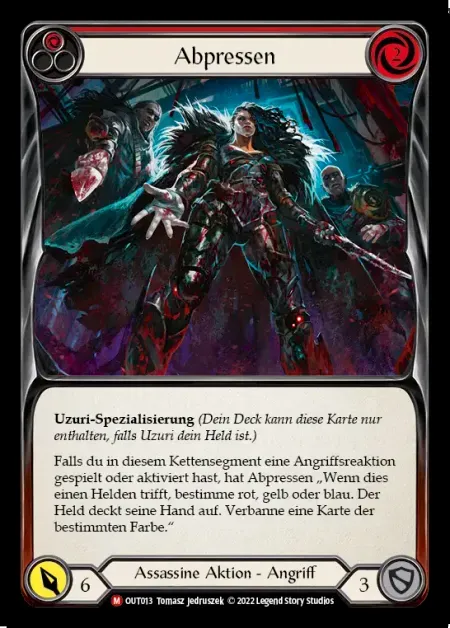 Abpressen
2
Uzuri-Spezialisierung (Dein Deck kann diese Karte nur
enthalten, falls Uzuri dein Held ist.)
Falls du in diesem Kettensegment eine Angriffsreaktion
gespielt oder aktiviert hast, hat Abpressen „Wenn dies
einen Helden trifft, bestimme rot, gelb oder blau. Der
Held deckt seine Hand auf. Verbanne eine Karte der
bestimmten Farbe.“
6
Assassine Aktion - Angriff
3
M OUT013 Tomasz Jedruszek © 2022 Legend Story Studios